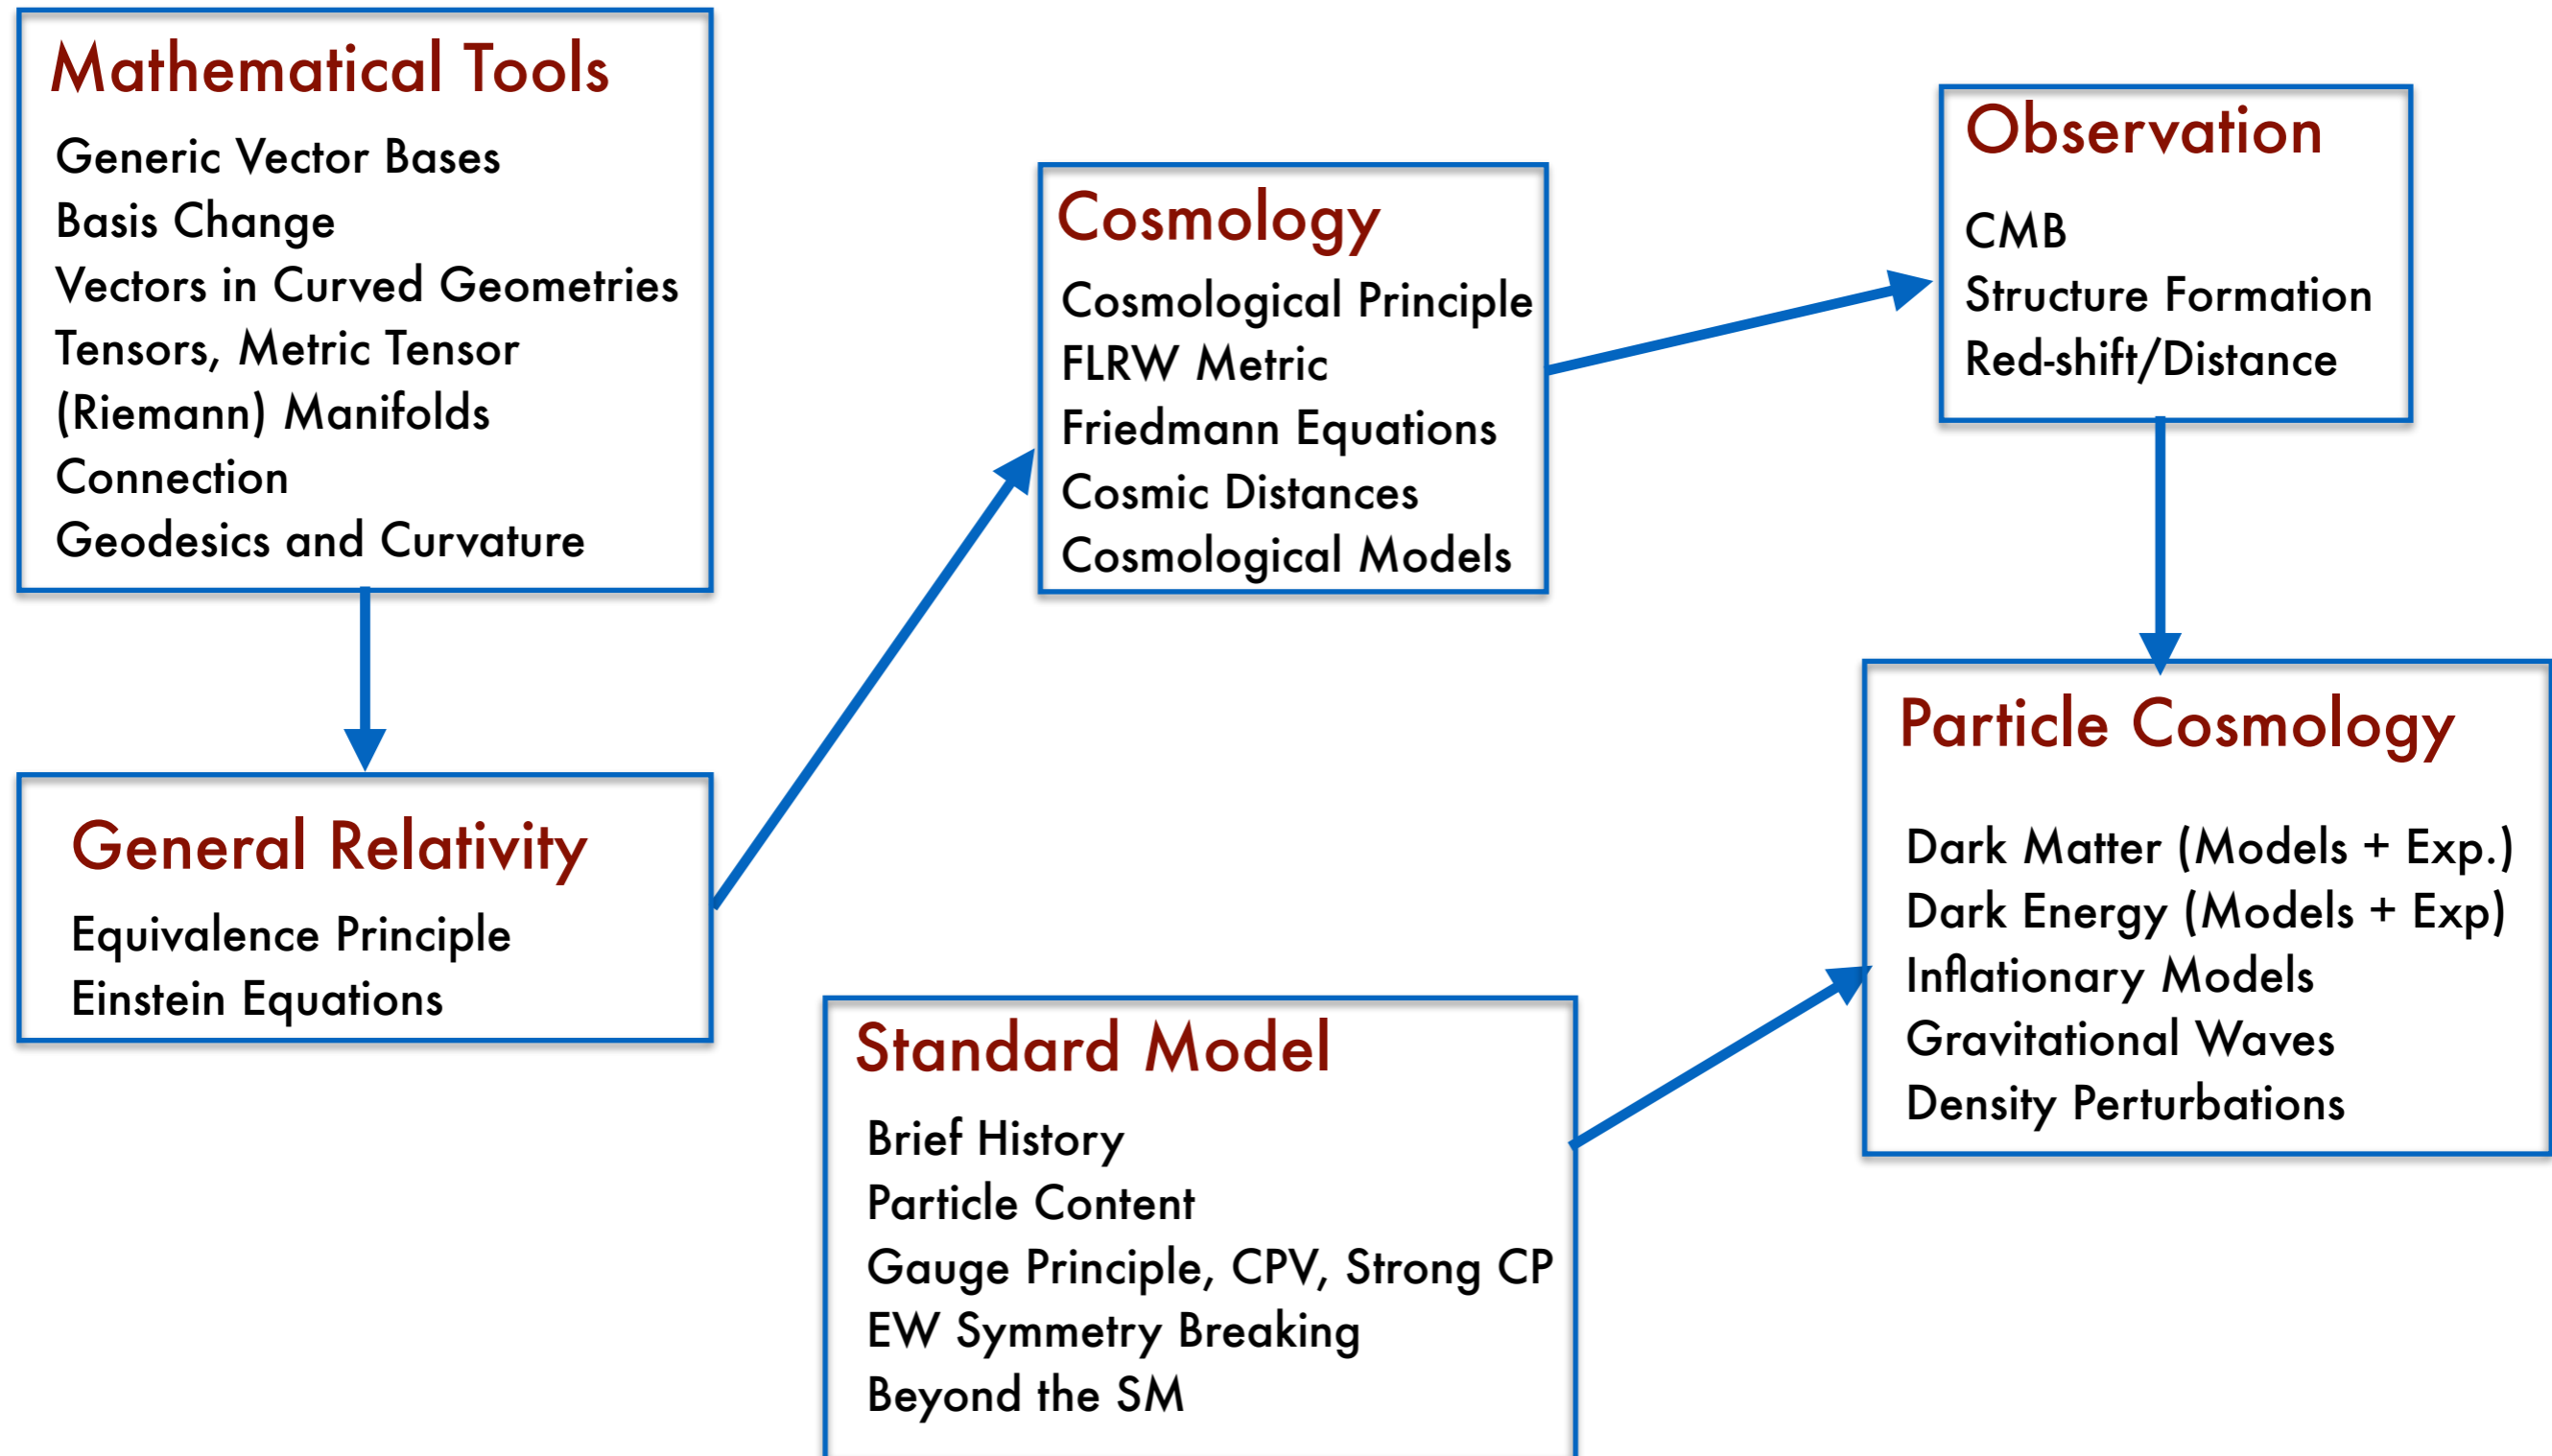 Mathematical Tools
Generic Vector Bases
Basis Change
Vectors in Curved Geometries
Tensors, Metric Tensor
(Riemann) Manifolds
Connection
Geodesics and Curvature
General Relativity
Equivalence Principle
Einstein Equations
Cosmology
Cosmological Principle
FLRW Metric
Friedmann Equations
Cosmic Distances
Cosmological Models
Observation
CMB
Structure Formation
Red-shift/Distance
Standard Model
Brief History
Particle Content
Gauge Principle, CPV, Strong CP
EW Symmetry Breaking
Beyond the SM
Particle Cosmology
Dark Matter (Models + Exp.)
Dark Energy (Models + Exp)
Inflationary Models
Gravitational Waves
Density Perturbations